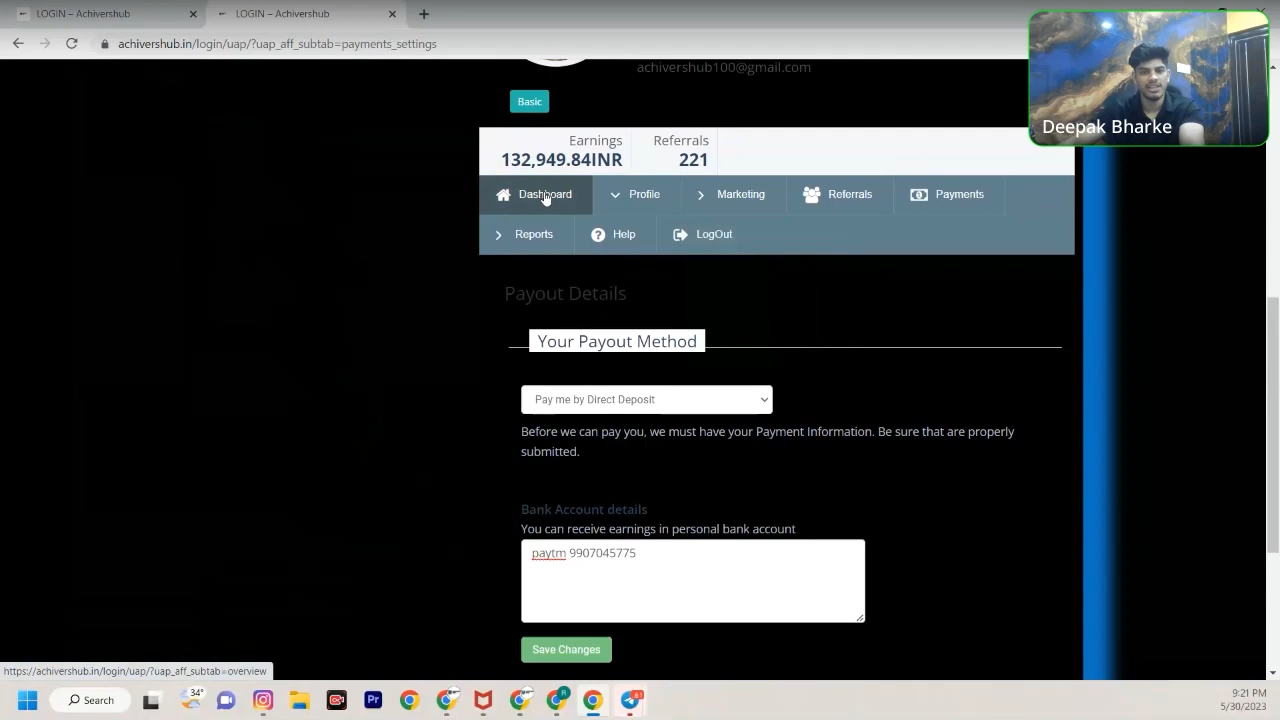 LOGIN – Achivershub
LOGIN – Achivershub
achivershub.in/login/uap/?uap_aff_subtab=payments_settings
achivershub100@gmail.com
Deepak Bharke
Basic
Earnings
Referrals
132,949.84INR
221
Dashboard
Profile
Marketing
Referrals
Payments
Reports
Help
LogOut
Payout Details
Your Payout Method
Pay me by Direct Deposit
Before we can pay you, we must have your Payment Information. Be sure that are properly
submitted.
Bank Account details
You can receive earnings in personal bank account
paytm 9907045775
Save Changes
https://achivershub.in/login/uap/?uap_aff_subtab=overview
Search
34°
Pr
R
61
9:21 PM
5/30/2023